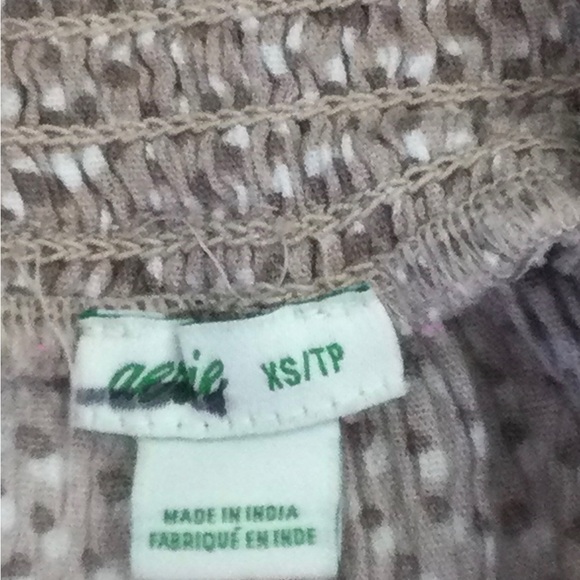 aerie XS/TP
MADE IN INDIA
FABRIQUÉ EN INDE